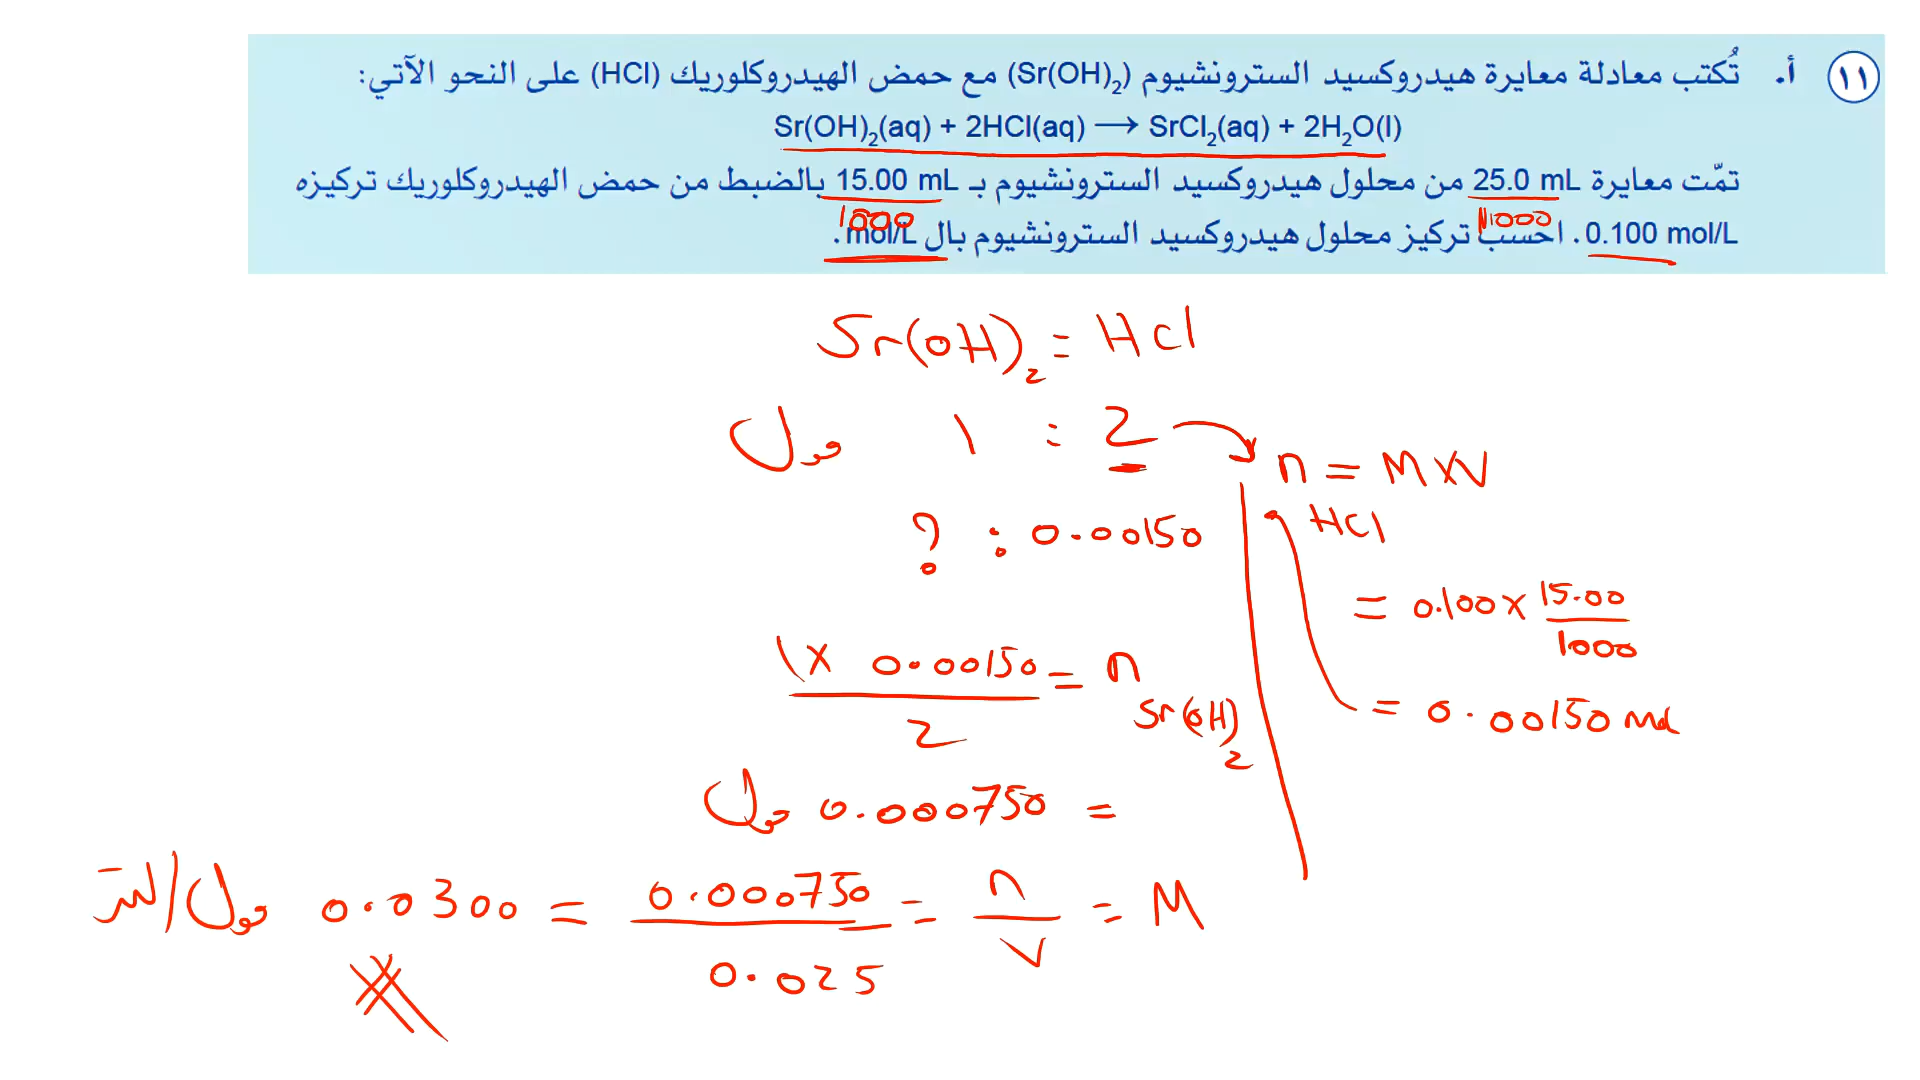 ١١ أ. تُكتب معادلة معايرة هيدروكسيد السترونشيوم (Sr(OH)₂) مع حمض الهيدروكلوريك (HCl) على النحو الآتي:
Sr(OH)₂(aq) + 2HCl(aq) ⟶ SrCl₂(aq) + 2H₂O(l)
تمّت معايرة 25.0 mL من محلول هيدروكسيد السترونشيوم بـ 15.00 mL بالضبط من حمض الهيدروكلوريك تركيزه
1000 1000
0.100 mol/L. احسب تركيز محلول هيدروكسيد السترونشيوم بال mol/L.
Sr(OH)₂ : HCl
مول 1 : 2
n = M×V
HCl
? : 0.00150
= 0.100 × 15.00/1000
1 × 0.00150 / 2 = n Sr(OH)₂
= 0.00150 mol
مول 0.000750 =
مول/لتر 0.0300 = 0.000750 / 0.025 = n / V = M